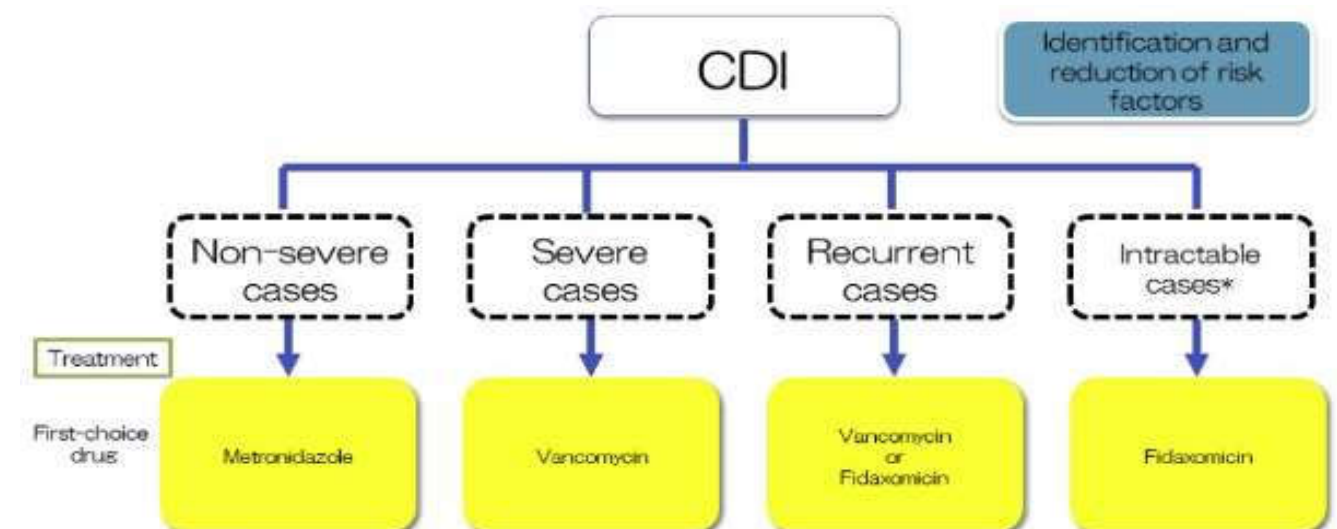 CDI
Identification and
reduction of risk
factors
Non-severe
cases
Severe
cases
Recurrent
cases
Intractable
cases*
Treatment
First-choice
drug
Metronidazole
Vancomycin
Vancomycin
or
Fidaxomicin
Fidaxomicin